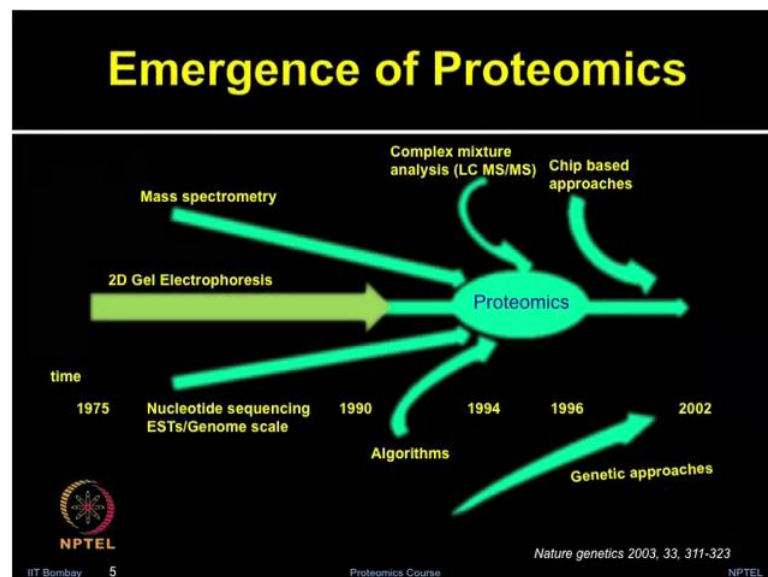 Emergence of Proteomics
Complex mixture
analysis (LC MS/MS)
Chip based
approaches
Mass spectrometry
2D Gel Electrophoresis
Proteomics
time
1975
Nucleotide sequencing
ESTs/Genome scale
1990
1994
1996
2002
Algorithms
Genetic approaches
NPTEL
Nature genetics 2003, 33, 311-323
IIT Bombay
5
Proteomics Course
NPTEL